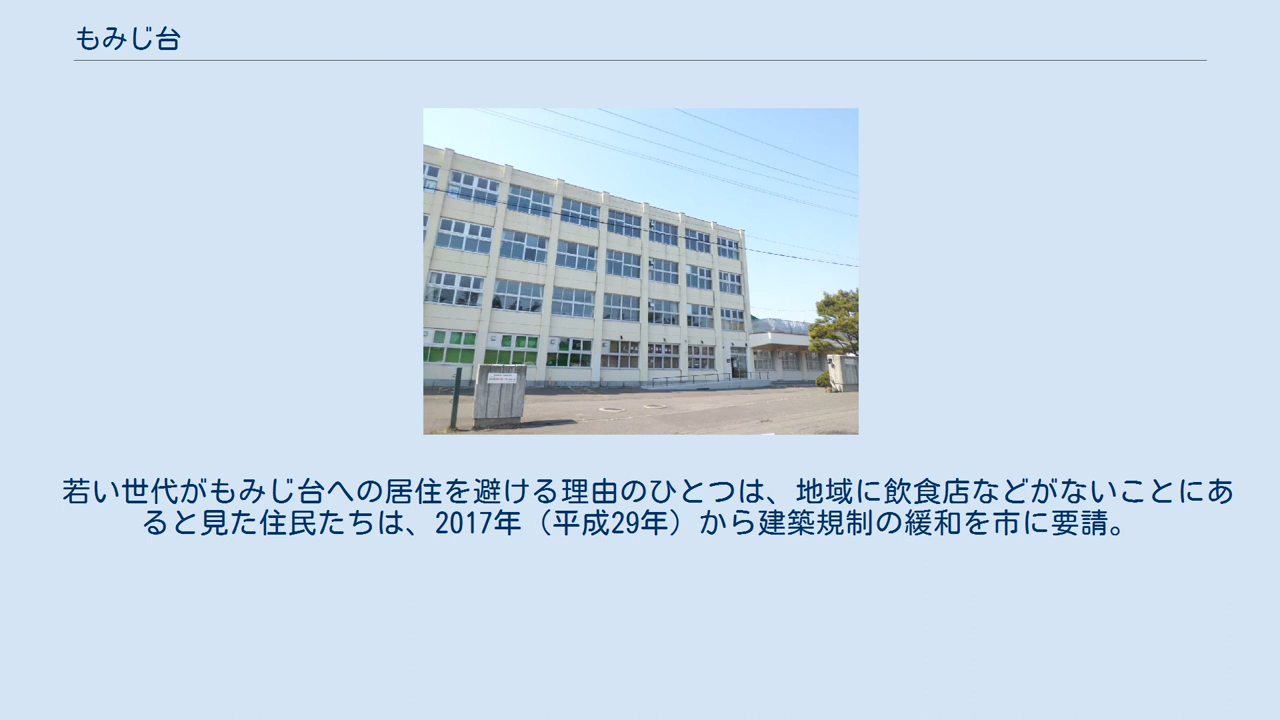 もみじ台
若い世代がもみじ台への居住を避ける理由のひとつは、地域に飲食店などがないことにあ
ると見た住民たちは、2017年（平成29年）から建築規制の緩和を市に要請。